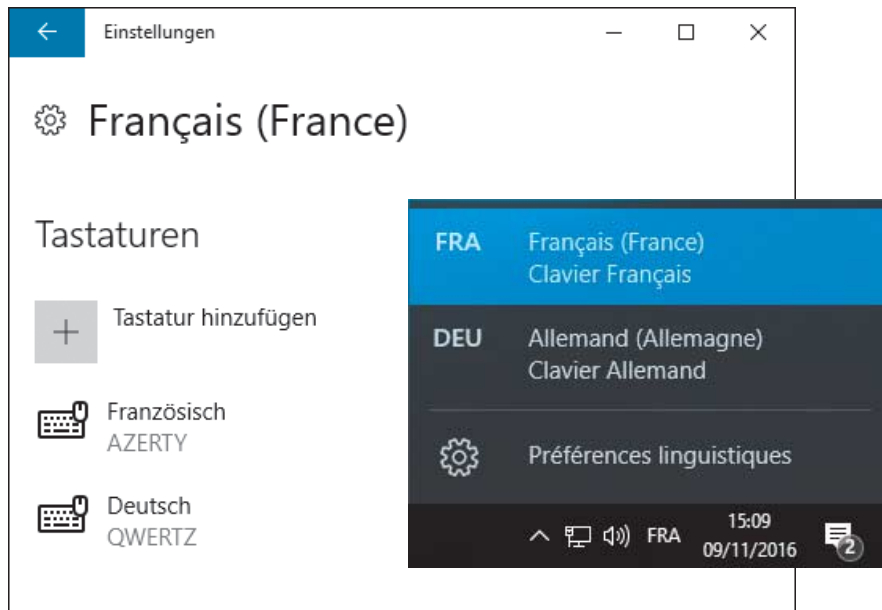 Einstellungen
Français (France)
Tastaturen
Tastatur hinzufügen
Französisch
AZERTY
Deutsch
QWERTZ
FRA
Français (France)
Clavier Français
DEU
Allemand (Allemagne)
Clavier Allemand
Préférences linguistiques
FRA
15:09
09/11/2016
2